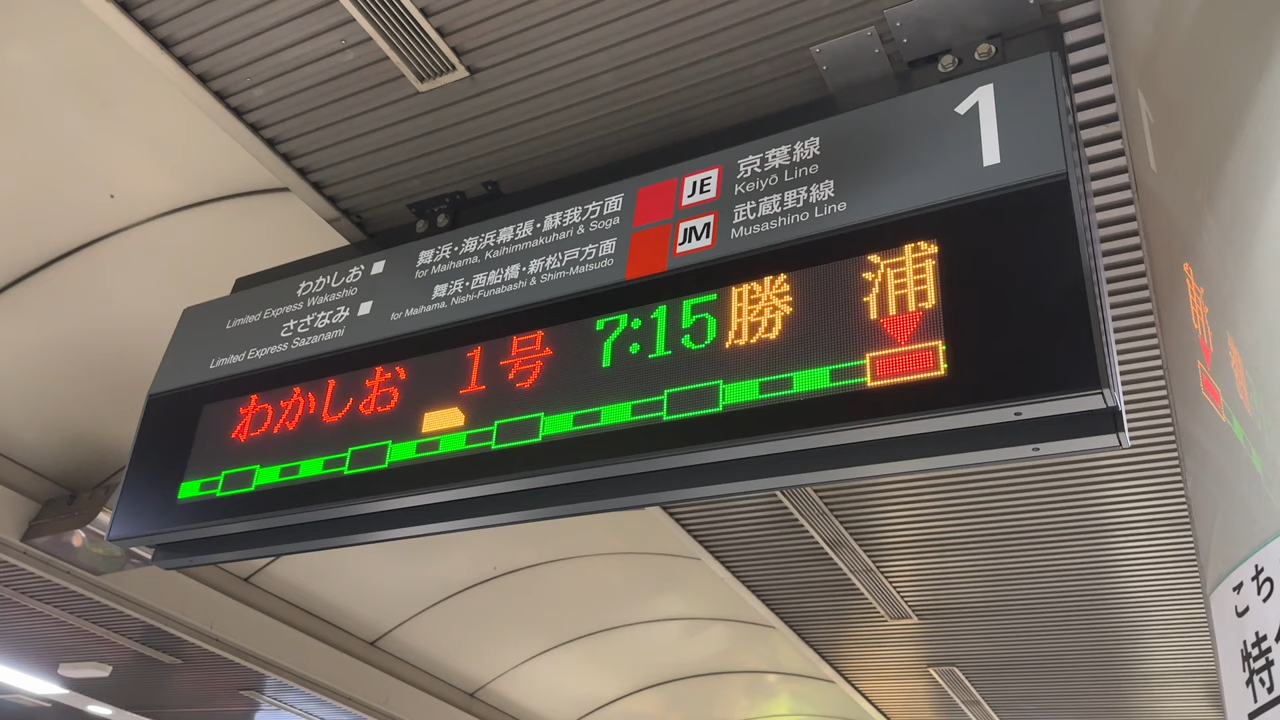 1
JE 京葉線
Keiyō Line
JM 武蔵野線
Musashino Line
舞浜・海浜幕張・蘇我方面
for Maihama, Kaihimmakuhari & Soga
舞浜・西船橋・新松戸方面
for Maihama, Nishi-Funabashi & Shim-Matsudo
わかしお
Limited Express Wakashio
さざなみ
Limited Express Sazanami
わかしお 1号 7:15 勝浦
こち
特